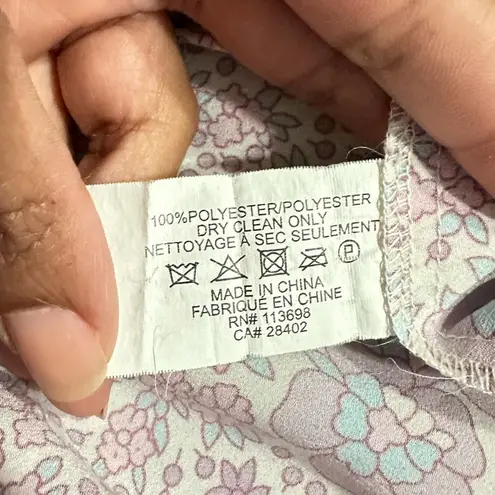 100%POLYESTER/POLYESTER
DRY CLEAN ONLY
NETTOYAGE À SEC SEULEMENT
P
MADE IN CHINA
FABRIQUÉ EN CHINE
RN# 113698
CA# 28402